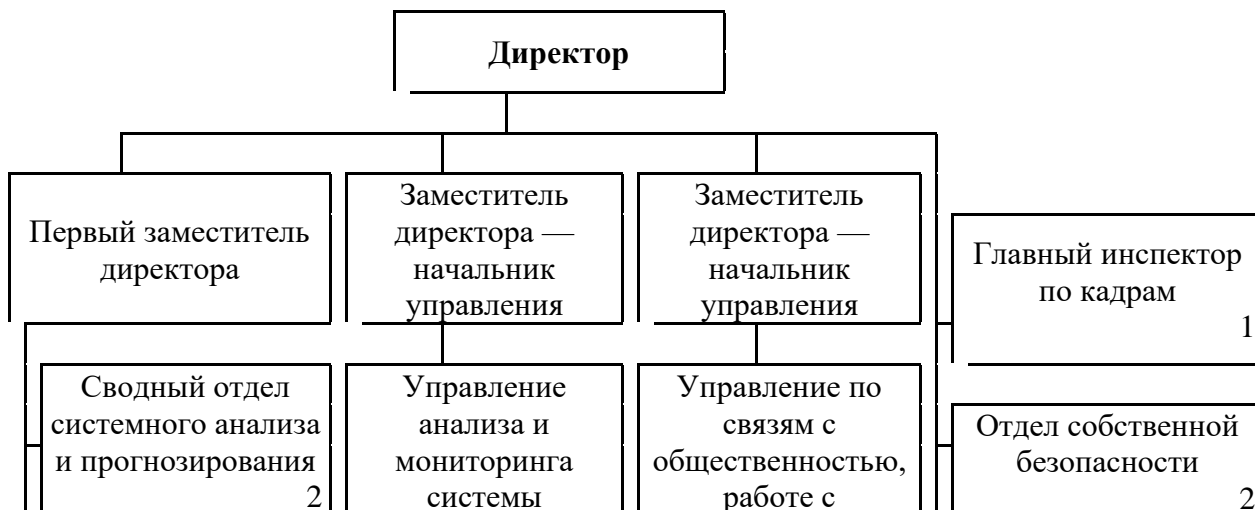 Директор
Первый заместитель
директора
Заместитель
директора —
начальник
управления
Заместитель
директора —
начальник
управления
Главный инспектор
по кадрам
1
Сводный отдел
системного анализа
и прогнозирования
2
Управление
анализа и
мониторинга
системы
Управление по
связям с
общественностью,
работе с
Отдел собственной
безопасности
2